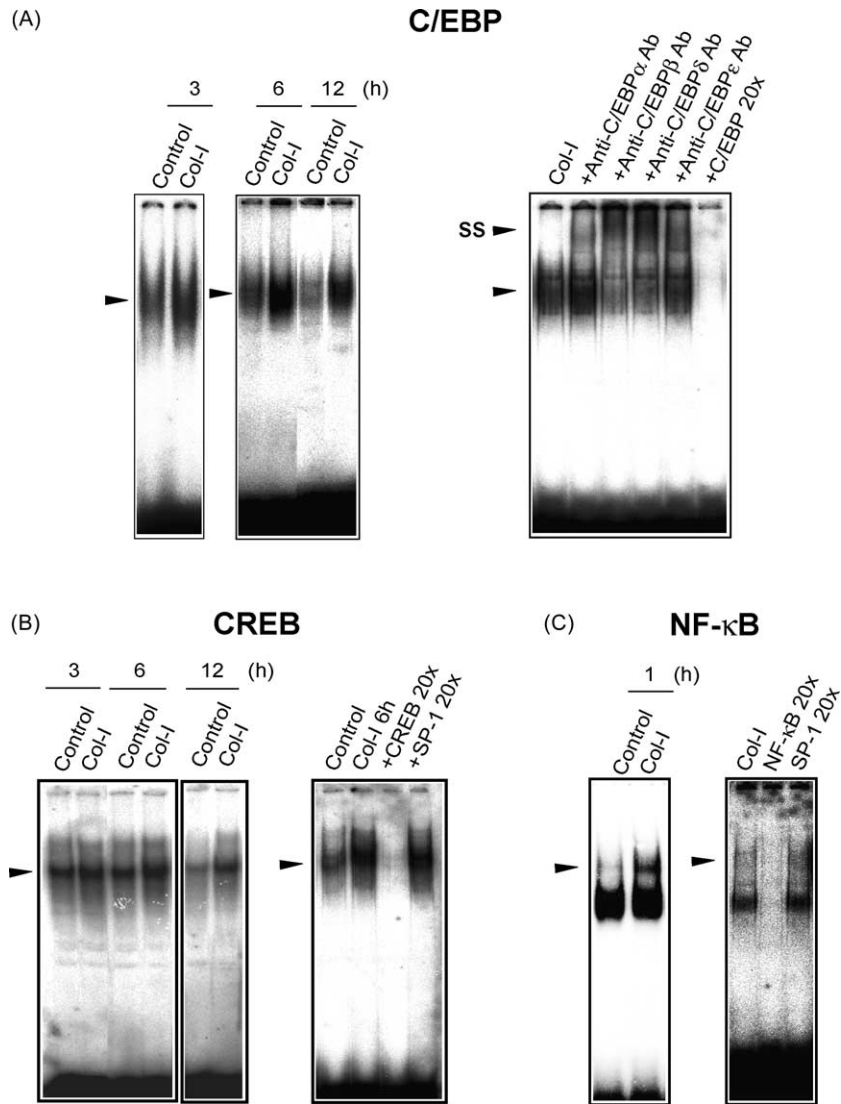 (A)
C/EBP
3
6
12
(h)
Control
Col-I
Control
Col-I
Control
Col-I
Col-I
+Anti-C/EBPα Ab
+Anti-C/EBPβ Ab
+Anti-C/EBPδ Ab
+Anti-C/EBPε Ab
+C/EBP 20x
SS
(B)
CREB
3
6
12
(h)
Control
Col-I
Control
Col-I
Control
Col-I
Control
Col-I 6h
+CREB 20x
+SP-1 20x
(C)
NF-κB
1
(h)
Control
Col-I
Col-I
NF-κB 20x
SP-1 20x